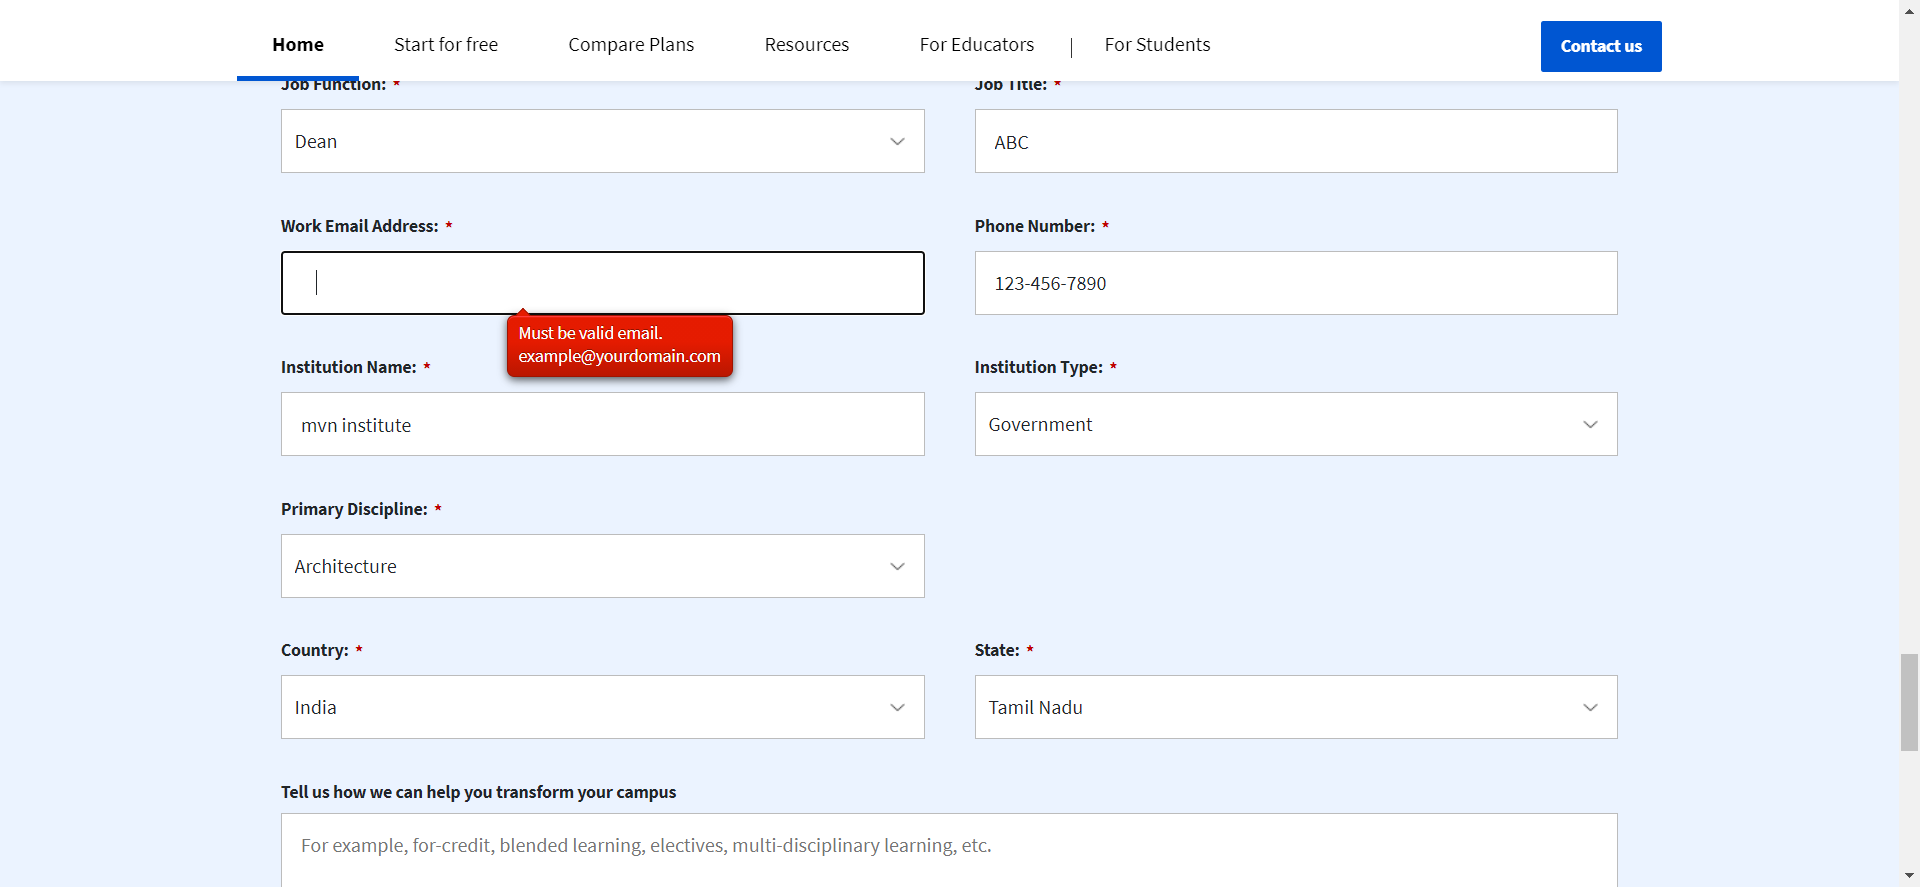 Home Start for free Compare Plans Resources For Educators | For Students Contact us
Job Function: * Job Title: *
Dean ABC
Work Email Address: * Phone Number: *
123-456-7890
Must be valid email.
example@yourdomain.com
Institution Name: * Institution Type: *
mvn institute Government
Primary Discipline: *
Architecture
Country: * State: *
India Tamil Nadu
Tell us how we can help you transform your campus
For example, for-credit, blended learning, electives, multi-disciplinary learning, etc.